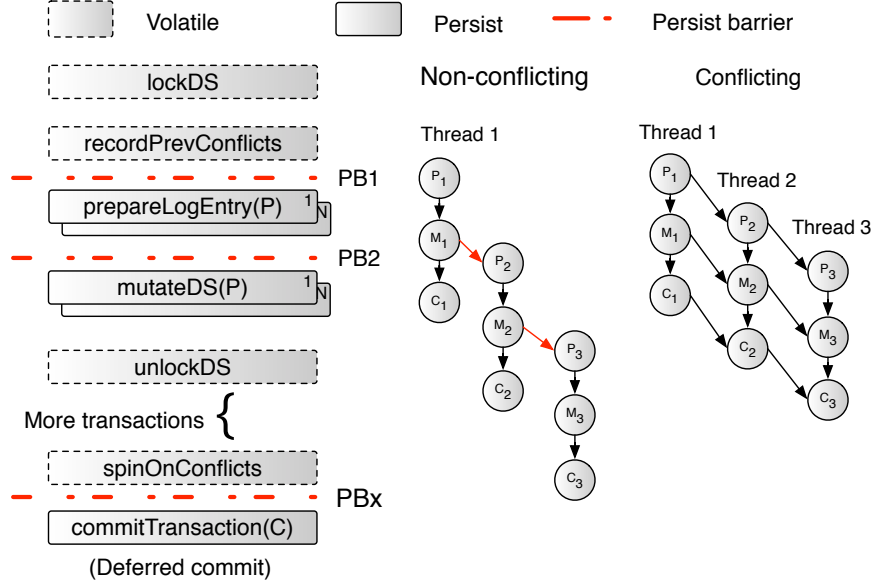 Volatile
Persist
Persist barrier
lockDS
recordPrevConflicts
PB1
prepareLogEntry(P)
1
N
PB2
mutateDS(P)
1
N
unlockDS
More transactions {
spinOnConflicts
PBx
commitTransaction(C)
(Deferred commit)
Non-conflicting
Thread 1
P1
M1
C1
P2
M2
C2
P3
M3
C3
Conflicting
Thread 1
Thread 2
Thread 3
P1
M1
C1
P2
M2
C2
P3
M3
C3